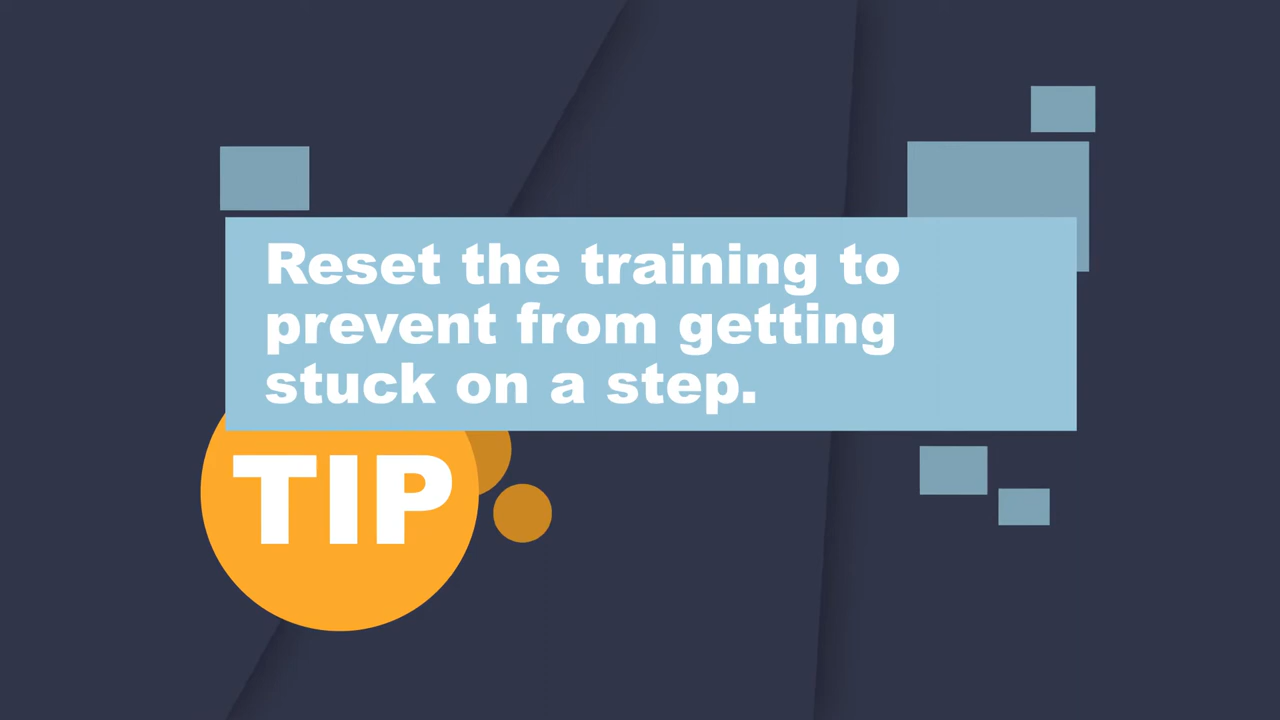 Reset the training to
prevent from getting
stuck on a step.
TIP